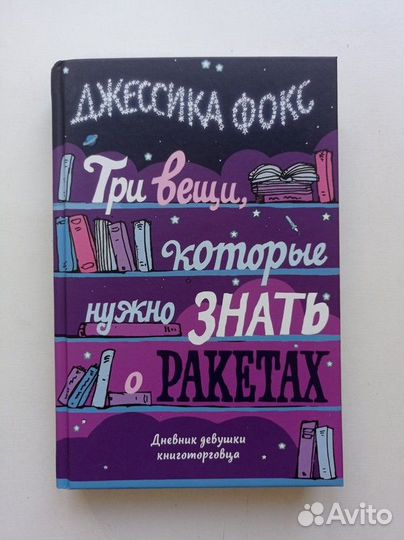 ДЖЕССИКА ФОКС
Три вещи,
которые
нужно ЗНАТЬ
о РАКЕТАХ
Дневник девушки
книготорговца
Avito